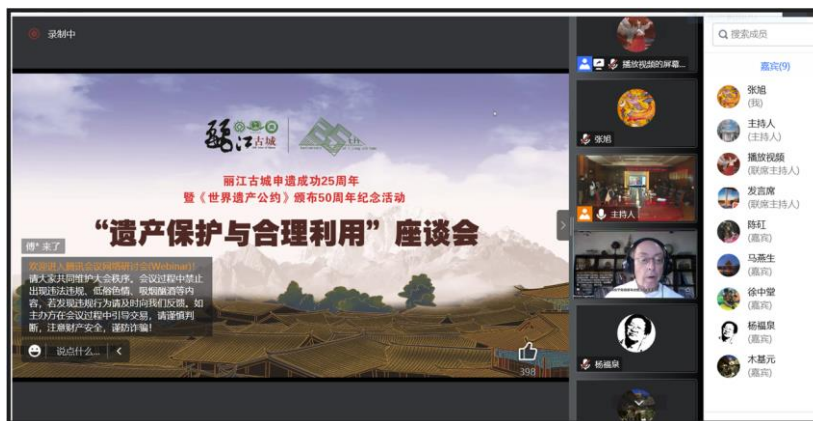 录制中
丽江古城
丽江古城申遗成功25周年
暨《世界遗产公约》颁布50周年纪念活动
“遗产保护与合理利用”座谈会
傅* 来了
欢迎进入腾讯会议网络研讨会(Webinar)!
请大家共同维护大会秩序。会议过程中禁止
出现违法违规、低俗色情、吸烟酗酒等内
容，若发现违规行为请及时向我们反馈。如
主办方在会议过程中引导交易，请谨慎判
断，注意财产安全，谨防诈骗！
说点什么...
398
播放视频的屏幕...
张旭
主持人
杨福泉
搜索成员
嘉宾(9)
张旭
(我)
主持人
(主持人)
播放视频
(联席主持人)
发言席
(联席主持人)
陈矼
(嘉宾)
马燕生
(嘉宾)
徐中堂
(嘉宾)
杨福泉
(嘉宾)
木基元
(嘉宾)